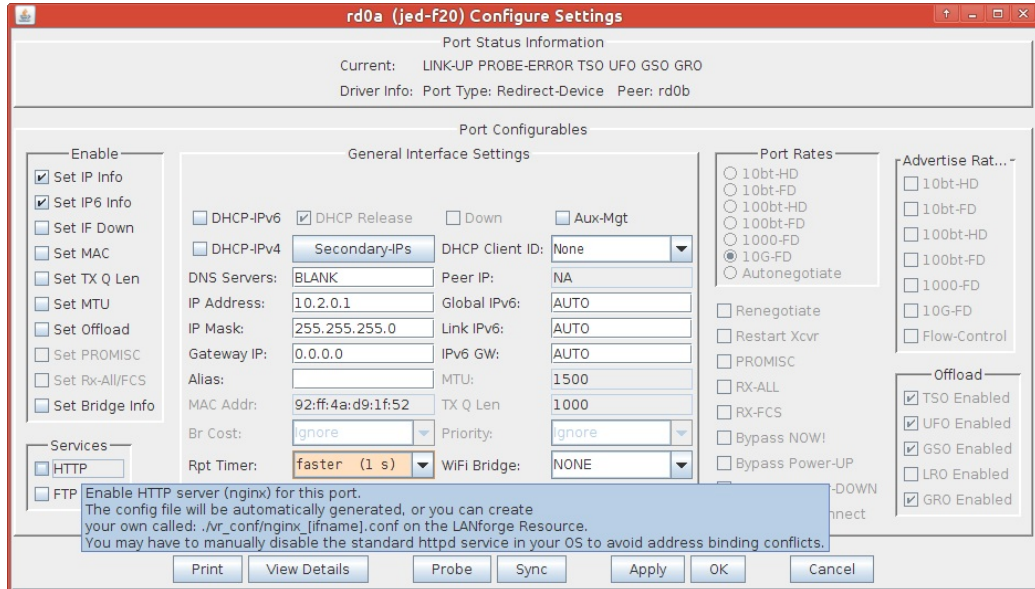 rd0a (jed-f20) Configure Settings
Port Status Information
Current: LINK-UP PROBE-ERROR TSO UFO GSO GRO
Driver Info: Port Type: Redirect-Device Peer: rd0b
Port Configurables
Enable
Set IP Info
Set IP6 Info
Set IF Down
Set MAC
Set TX Q Len
Set MTU
Set Offload
Set PROMISC
Set Rx-All/FCS
Set Bridge Info
Services
HTTP
FTP
General Interface Settings
DHCP-IPv6 DHCP Release Down Aux-Mgt
DHCP-IPv4 Secondary-IPs DHCP Client ID: None
DNS Servers: BLANK Peer IP: NA
IP Address: 10.2.0.1 Global IPv6: AUTO
IP Mask: 255.255.255.0 Link IPv6: AUTO
Gateway IP: 0.0.0.0 IPv6 GW: AUTO
Alias: MTU: 1500
MAC Addr: 92:ff:4a:d9:1f:52 TX Q Len 1000
Br Cost: Ignore Priority: Ignore
Rpt Timer: faster (1 s) WiFi Bridge: NONE
Port Rates
10bt-HD
10bt-FD
100bt-HD
100bt-FD
1000-FD
10G-FD
Autonegotiate
Renegotiate
Restart Xcvr
PROMISC
RX-ALL
RX-FCS
Bypass NOW!
Bypass Power-UP
-DOWN
nnect
Advertise Rat...
10bt-HD
10bt-FD
100bt-HD
100bt-FD
1000-FD
10G-FD
Flow-Control
Offload
TSO Enabled
UFO Enabled
GSO Enabled
LRO Enabled
GRO Enabled
Enable HTTP server (nginx) for this port.
The config file will be automatically generated, or you can create
your own called: ./vr_conf/nginx_[ifname].conf on the LANforge Resource.
You may have to manually disable the standard httpd service in your OS to avoid address binding conflicts.
Print View Details Probe Sync Apply OK Cancel